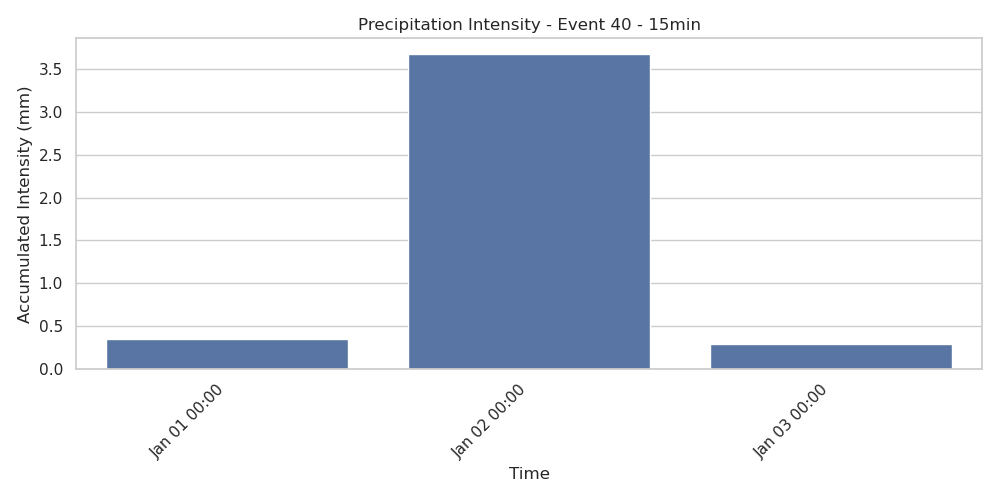 Precipitation Intensity - Event 40 - 15min
Accumulated Intensity (mm)
3.5
3.0
2.5
2.0
1.5
1.0
0.5
0.0
Jan 01 00:00
Jan 02 00:00
Jan 03 00:00
Time